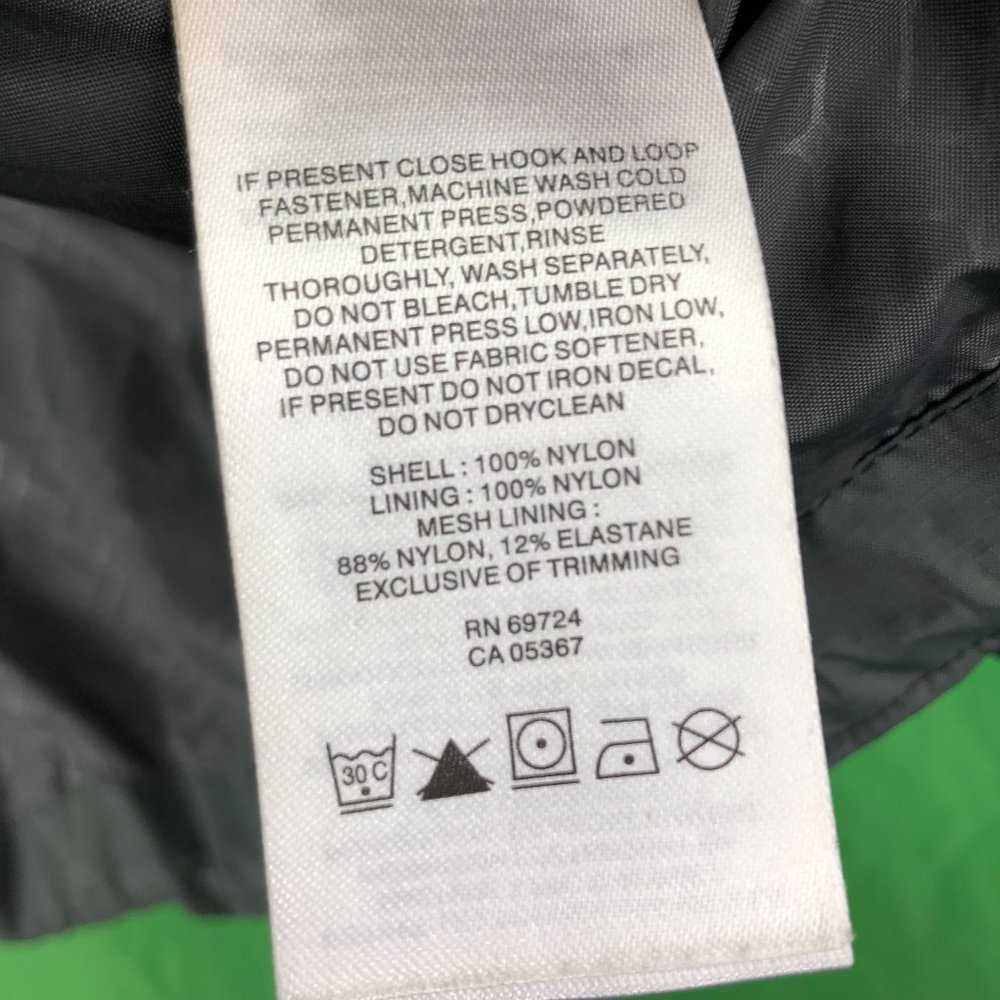 IF PRESENT CLOSE HOOK AND LOOP
FASTENER,MACHINE WASH COLD
PERMANENT PRESS,POWDERED
DETERGENT,RINSE
THOROUGHLY, WASH SEPARATELY,
DO NOT BLEACH,TUMBLE DRY
PERMANENT PRESS LOW,IRON LOW,
DO NOT USE FABRIC SOFTENER,
IF PRESENT DO NOT IRON DECAL,
DO NOT DRYCLEAN
SHELL : 100% NYLON
LINING : 100% NYLON
MESH LINING :
88% NYLON, 12% ELASTANE
EXCLUSIVE OF TRIMMING
RN 69724
CA 05367
30 C